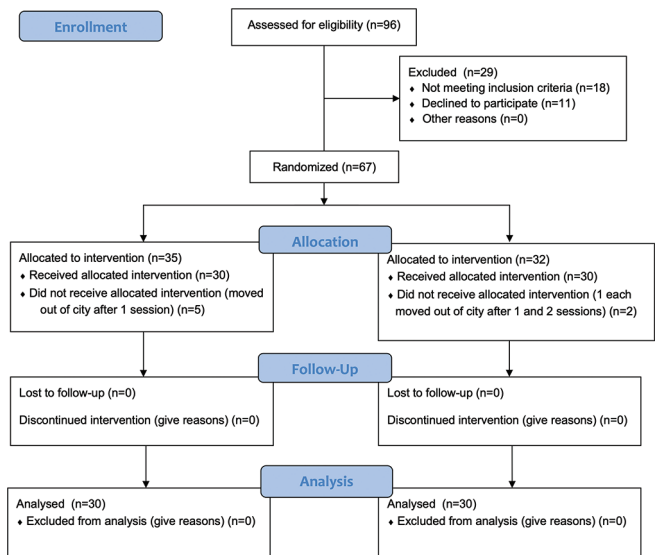 Enrollment
Assessed for eligibility (n=96)
Excluded (n=29)
♦ Not meeting inclusion criteria (n=18)
♦ Declined to participate (n=11)
♦ Other reasons (n=0)
Randomized (n=67)
Allocation
Allocated to intervention (n=35)
♦ Received allocated intervention (n=30)
♦ Did not receive allocated intervention (moved
out of city after 1 session) (n=5)
Allocated to intervention (n=32)
♦ Received allocated intervention (n=30)
♦ Did not receive allocated intervention (1 each
moved out of city after 1 and 2 sessions) (n=2)
Follow-Up
Lost to follow-up (n=0)
Discontinued intervention (give reasons) (n=0)
Lost to follow-up (n=0)
Discontinued intervention (give reasons) (n=0)
Analysis
Analysed (n=30)
♦ Excluded from analysis (give reasons) (n=0)
Analysed (n=30)
♦ Excluded from analysis (give reasons) (n=0)